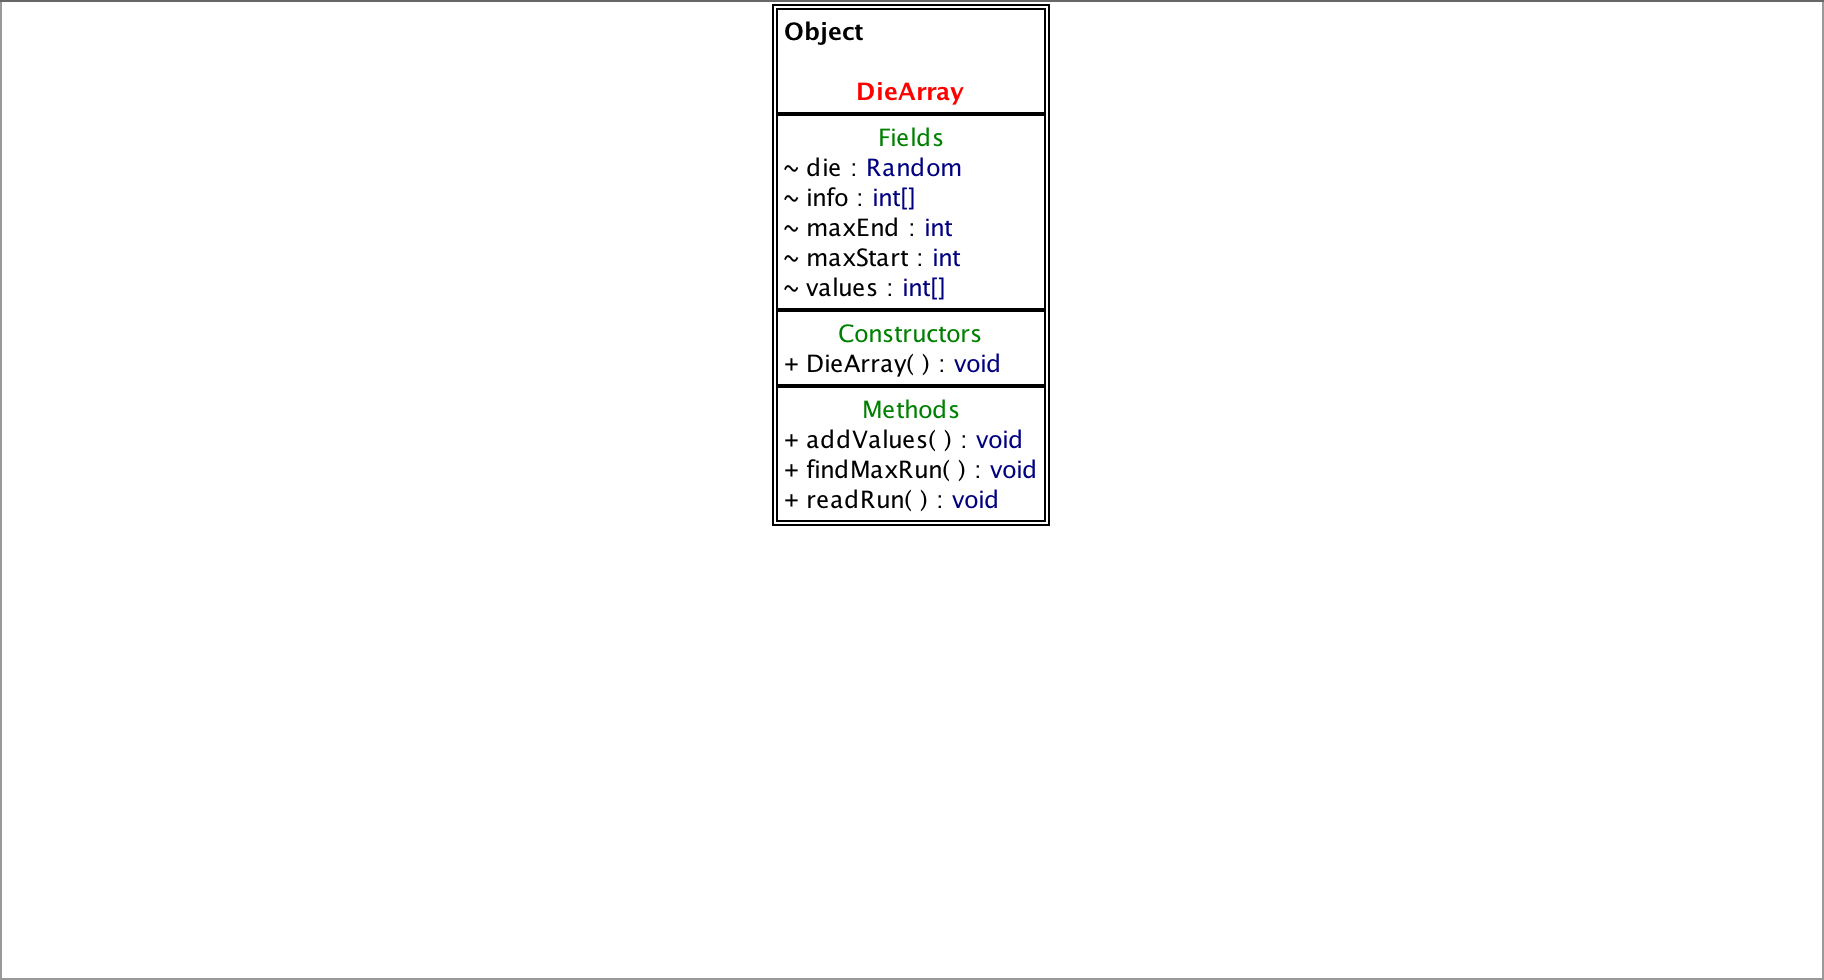 Object
DieArray
Fields
~ die : Random
~ info : int[]
~ maxEnd : int
~ maxStart : int
~ values : int[]
Constructors
+ DieArray( ) : void
Methods
+ addValues( ) : void
+ findMaxRun( ) : void
+ readRun( ) : void